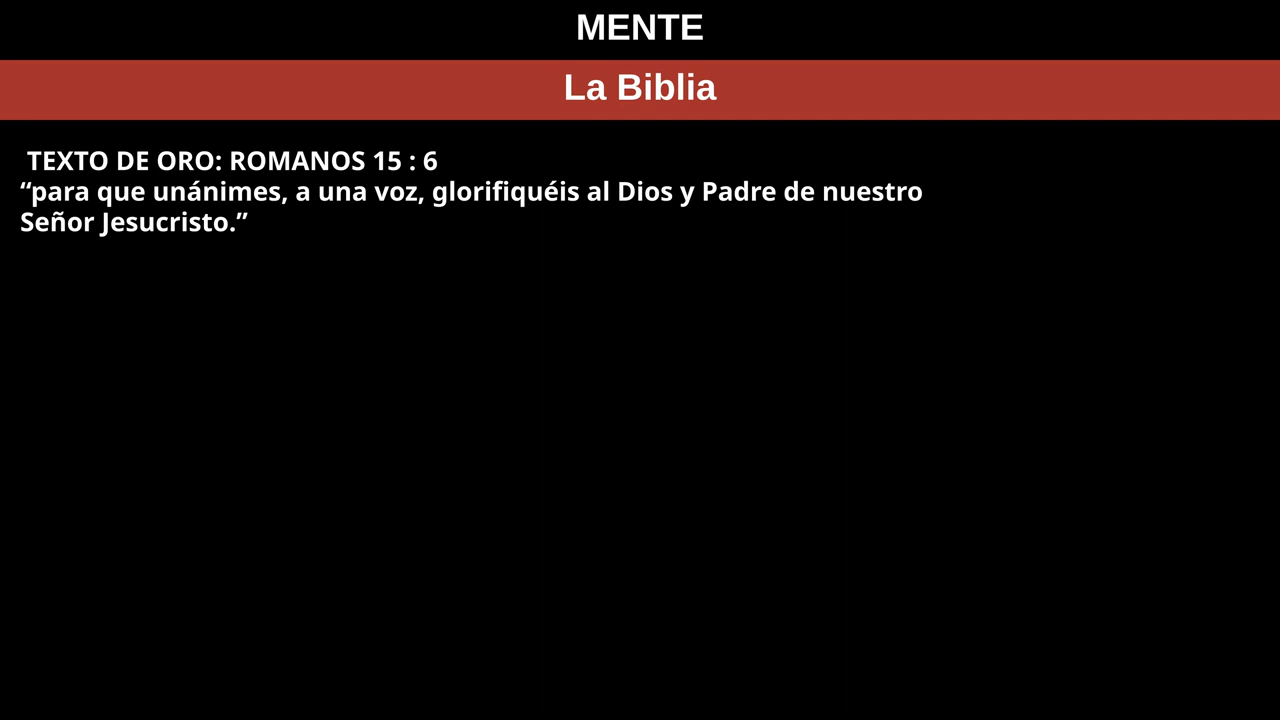 MENTE
La Biblia
TEXTO DE ORO: ROMANOS 15 : 6
“para que unánimes, a una voz, glorifiquéis al Dios y Padre de nuestro
Señor Jesucristo.”